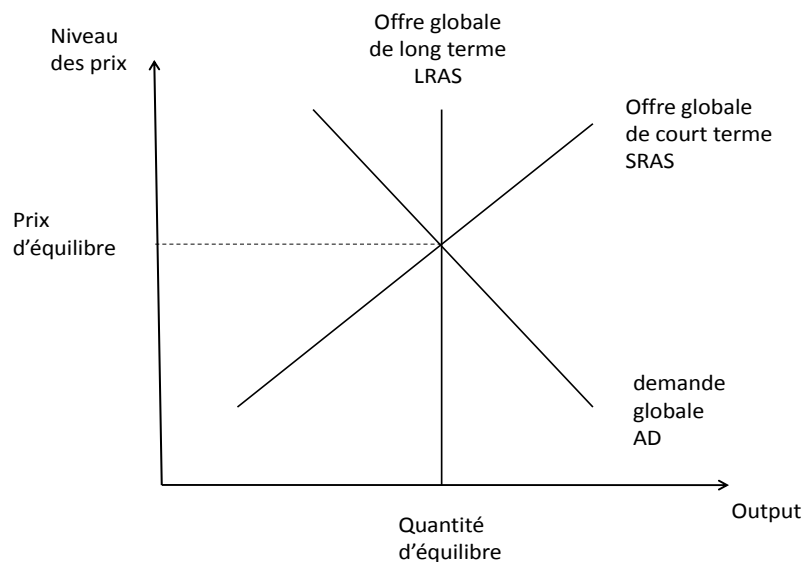 Niveau
des prix
Offre globale
de long terme
LRAS
Offre globale
de court terme
SRAS
Prix
d’équilibre
demande
globale
AD
Output
Quantité
d’équilibre